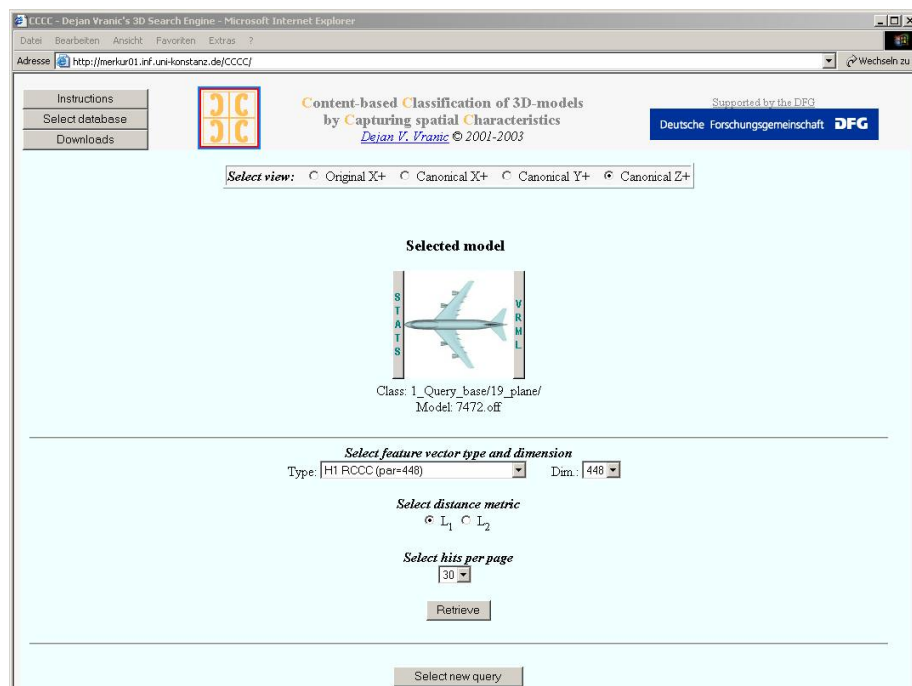 CCCC - Dejan Vranic's 3D Search Engine - Microsoft Internet Explorer
Datei Bearbeiten Ansicht Favoriten Extras ?
Adresse http://merkur01.inf.uni-konstanz.de/CCCC/ Wechseln zu
Instructions
Select database
Downloads
CCCC
Content-based Classification of 3D-models
by Capturing spatial Characteristics
Dejan V. Vranic © 2001-2003
Supported by the DFG
Deutsche Forschungsgemeinschaft DFG
Select view: Original X+ Canonical X+ Canonical Y+ Canonical Z+
Selected model
STATS
VRML
Class: 1_Query_base/19_plane/
Model: 7472.off
Select feature vector type and dimension
Type: H1 RCCC (par=448) Dim.: 448
Select distance metric
L1 L2
Select hits per page
30
Retrieve
Select new query